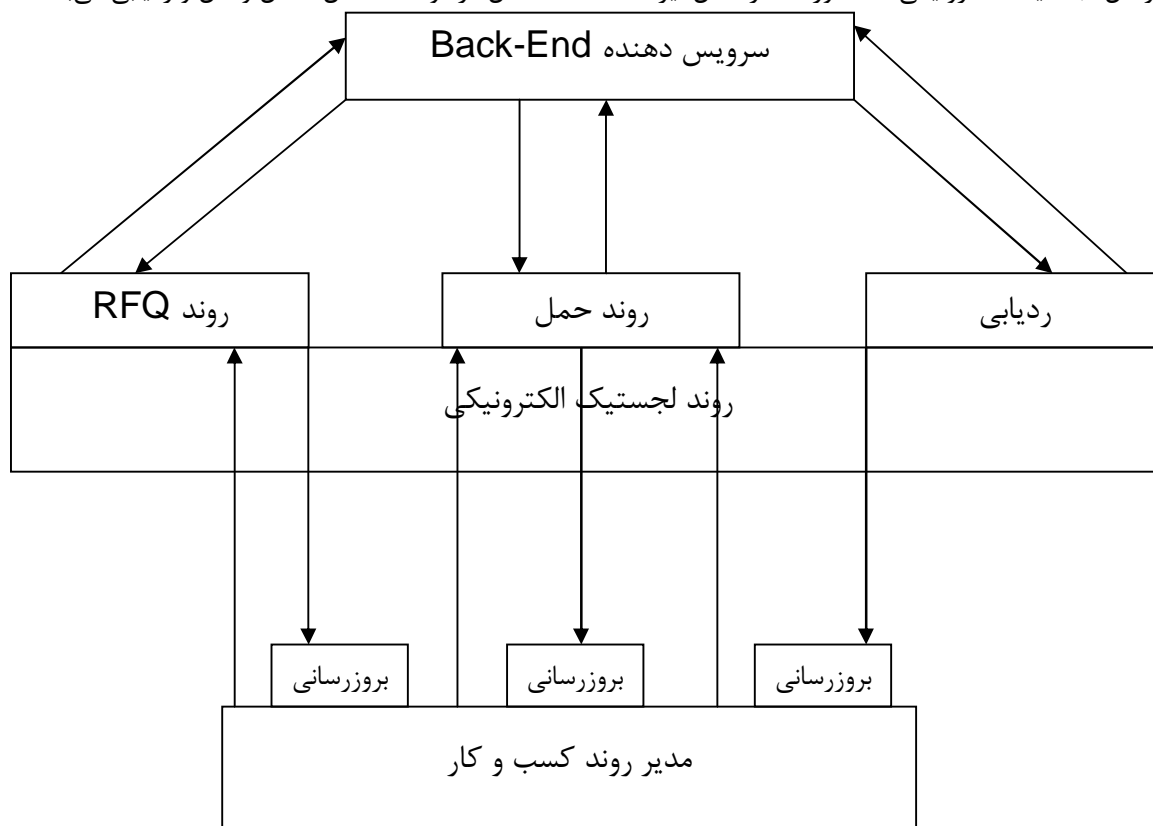 سرویس دهنده Back-End
ردیابی
روند حمل
روند RFQ
روند لجستیک الکترونیکی
بروزرسانی
بروزرسانی
بروزرسانی
مدیر روند کسب و کار